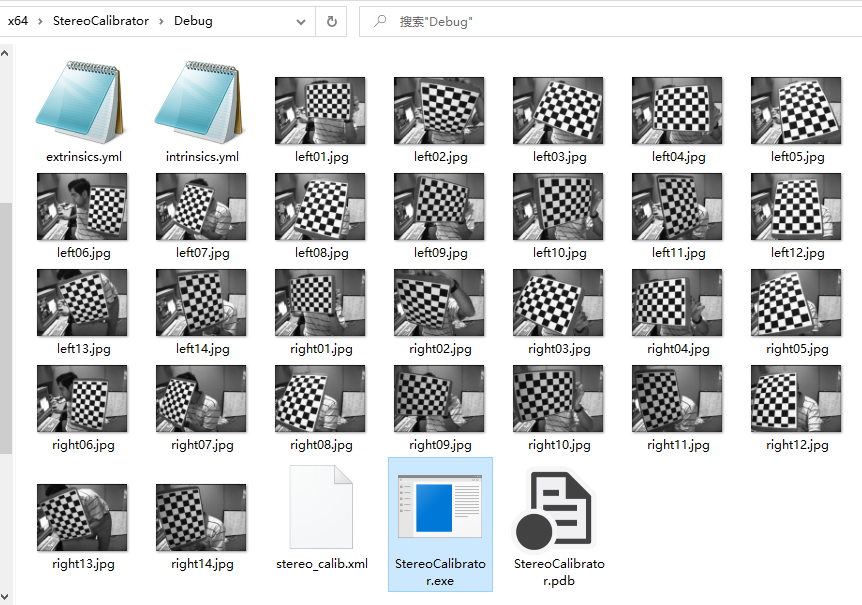 x64 › StereoCalibrator › Debug
搜索"Debug"
extrinsics.yml intrinsics.yml left01.jpg left02.jpg left03.jpg left04.jpg left05.jpg
left06.jpg left07.jpg left08.jpg left09.jpg left10.jpg left11.jpg left12.jpg
left13.jpg left14.jpg right01.jpg right02.jpg right03.jpg right04.jpg right05.jpg
right06.jpg right07.jpg right08.jpg right09.jpg right10.jpg right11.jpg right12.jpg
right13.jpg right14.jpg stereo_calib.xml StereoCalibrato StereoCalibrato
r.exe r.pdb